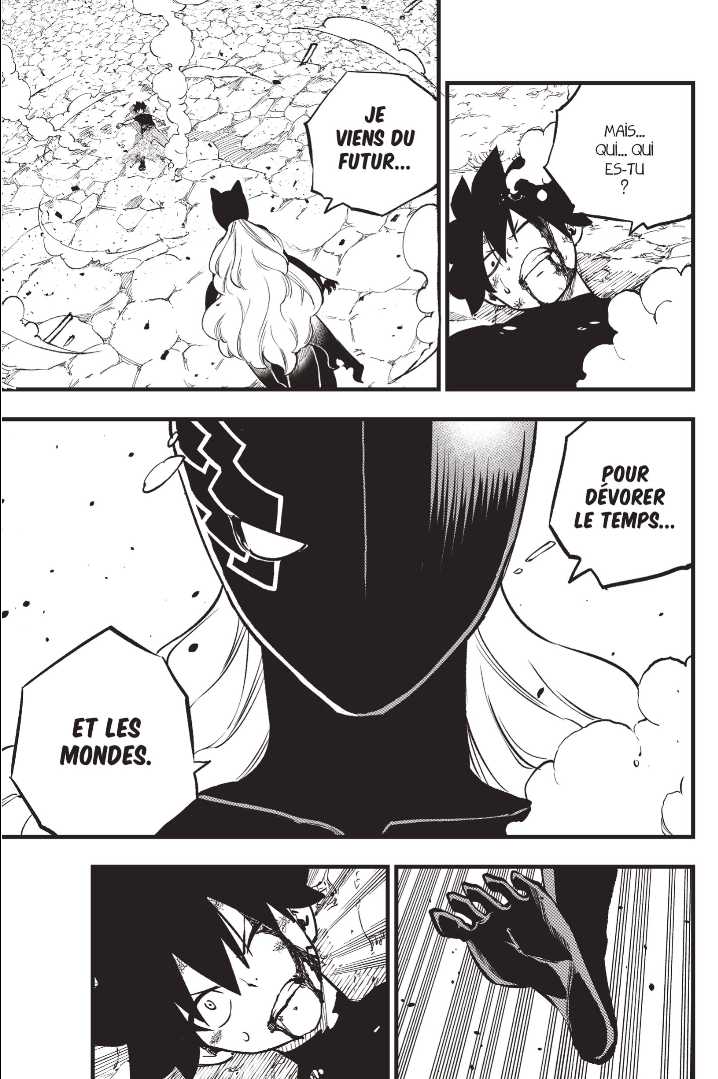 MAIS...
QUI... QUI
ES-TU
?
JE
VIENS DU
FUTUR...
POUR
DÉVORER
LE TEMPS...
ET LES
MONDES.